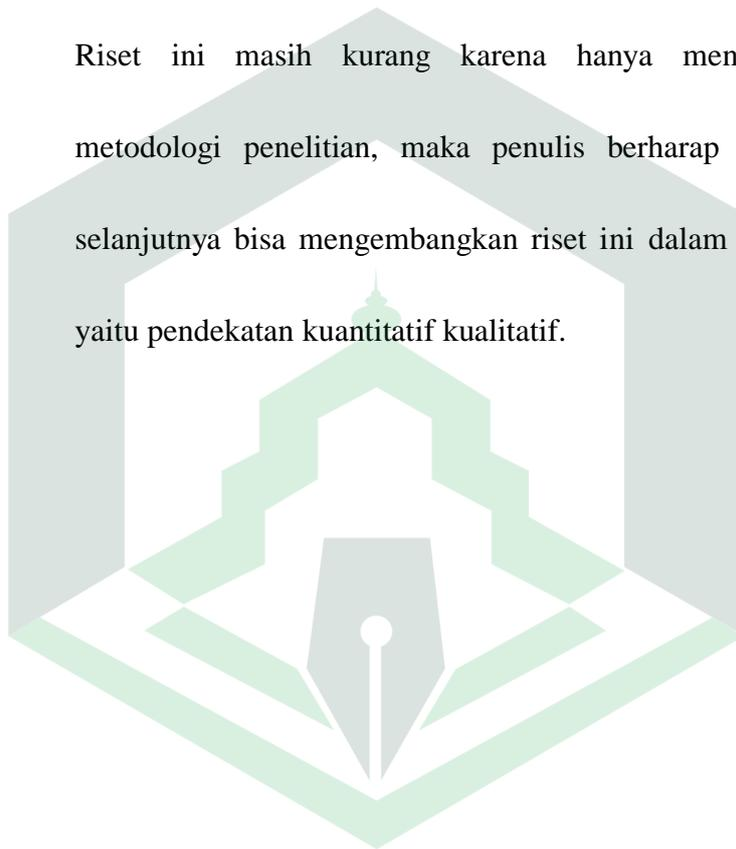 Riset ini masih kurang karena hanya
metodologi penelitian, maka penulis berharap
selanjutnya bisa mengembangkan riset ini dalam
yaitu pendekatan kuantitatif kualitatif.